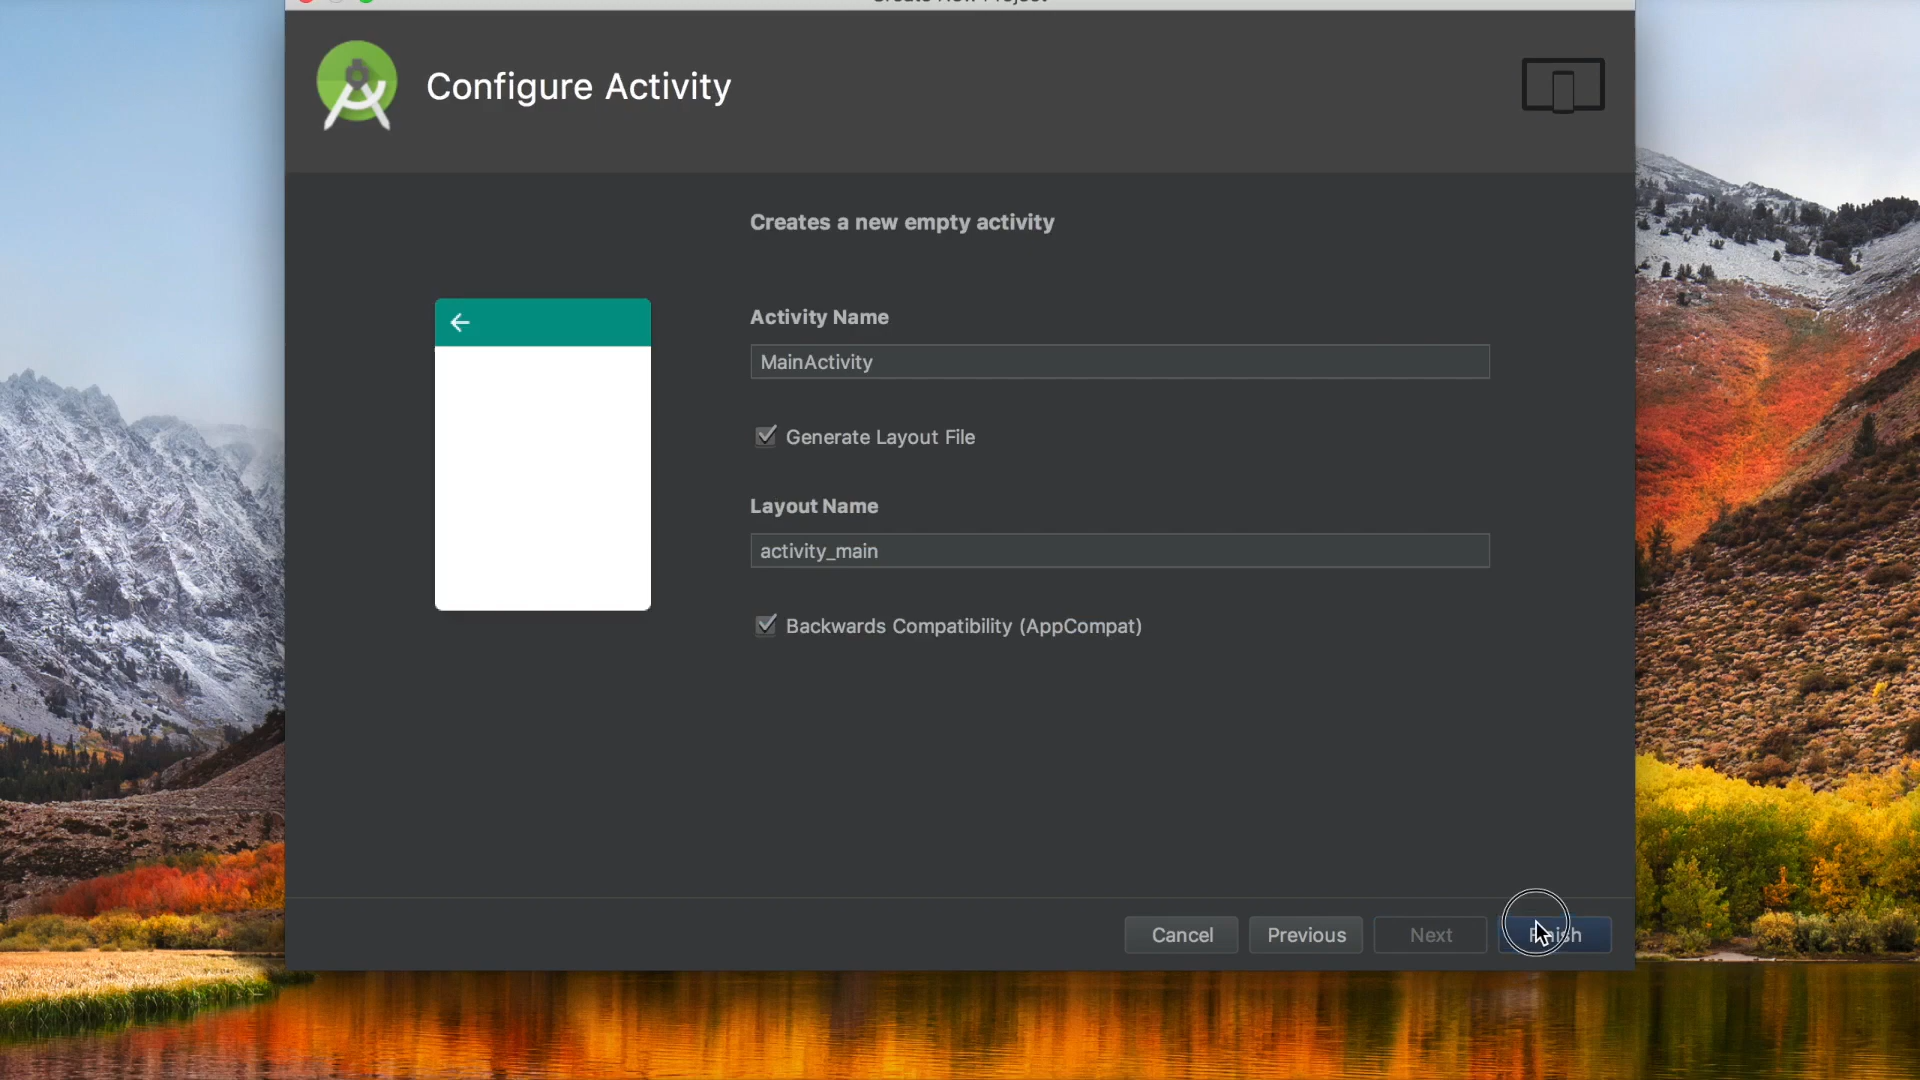 Configure Activity
Creates a new empty activity
Activity Name
MainActivity
Generate Layout File
Layout Name
activity_main
Backwards Compatibility (AppCompat)
Cancel
Previous
Next
Finish